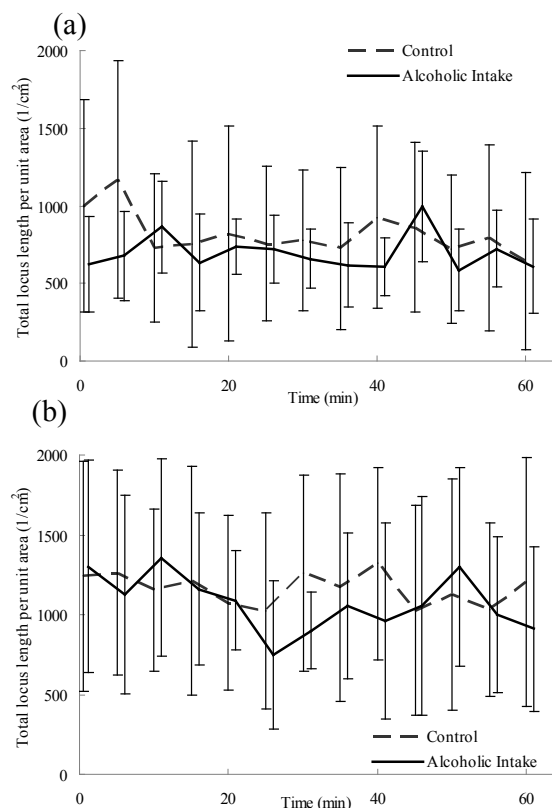 (a)
2000
1500
1000
500
0
Total locus length per unit area (1/cm²)
Control
Alcoholic Intake
0 20 40 60
Time (min)
(b)
2000
1500
1000
500
0
Total locus length per unit area (1/cm²)
Control
Alcoholic Intake
0 20 40 60
Time (min)